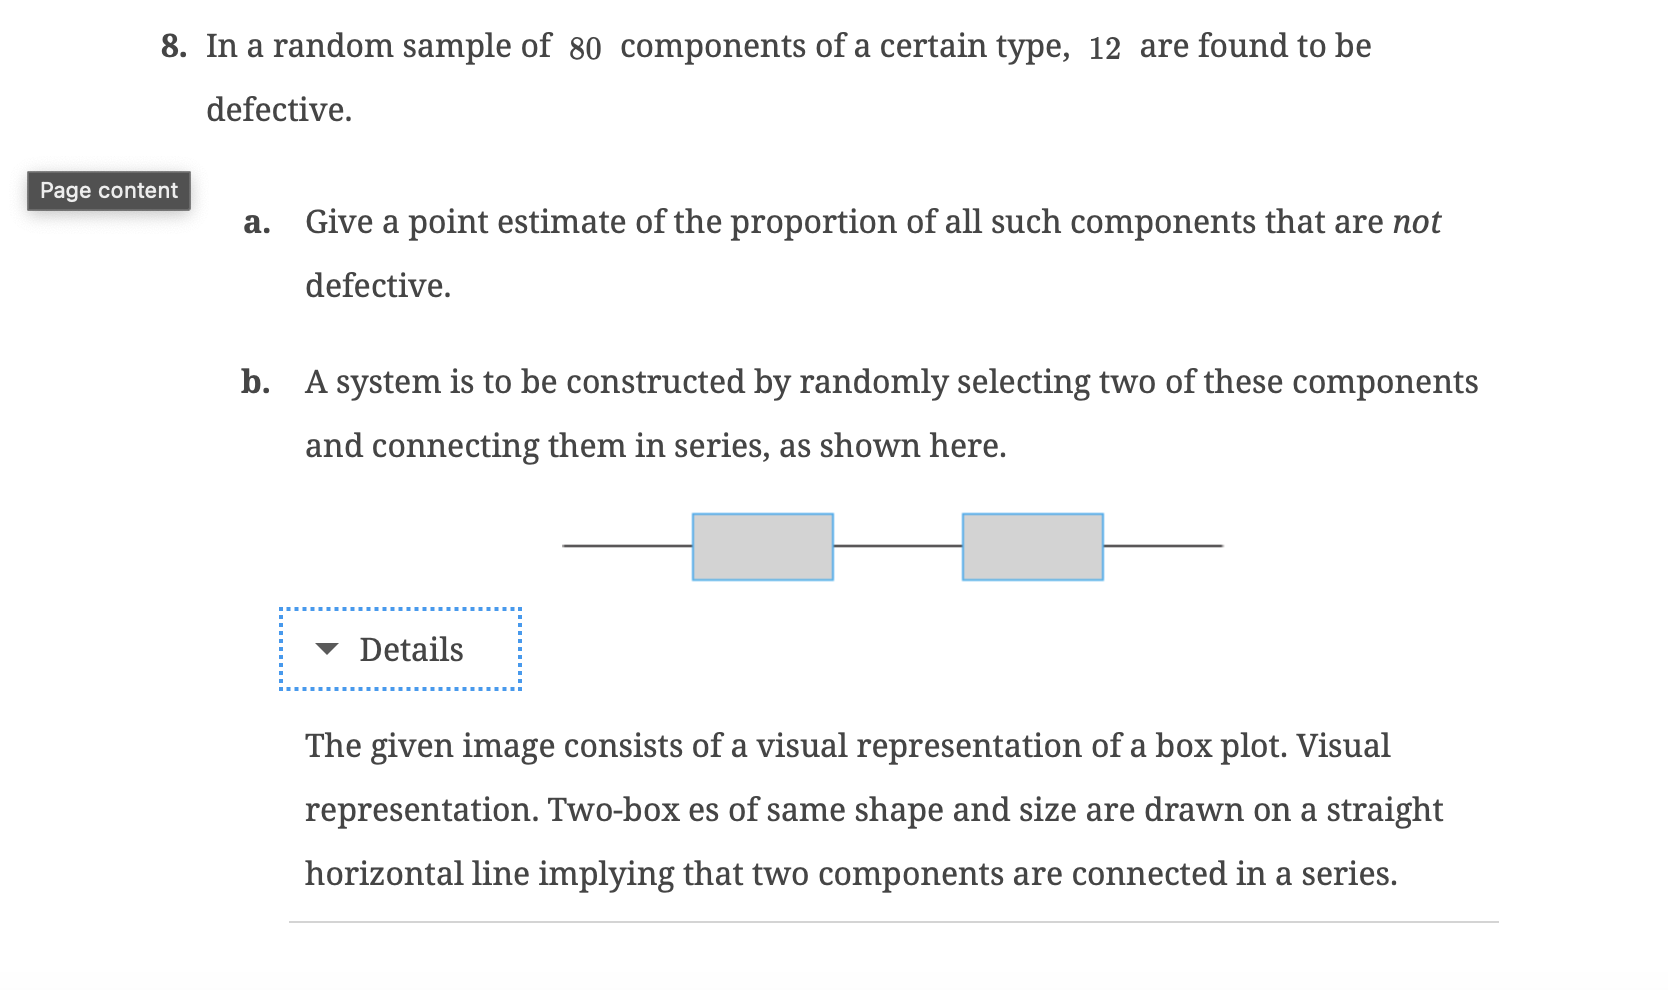 8. In a random sample of 80 components of a certain type, 12 are found to be
defective.
Page content
a. Give a point estimate of the proportion of all such components that are not
defective.
b. A system is to be constructed by randomly selecting two of these components
and connecting them in series, as shown here.
Details
The given image consists of a visual representation of a box plot. Visual
representation. Two-box es of same shape and size are drawn on a straight
horizontal line implying that two components are connected in a series.